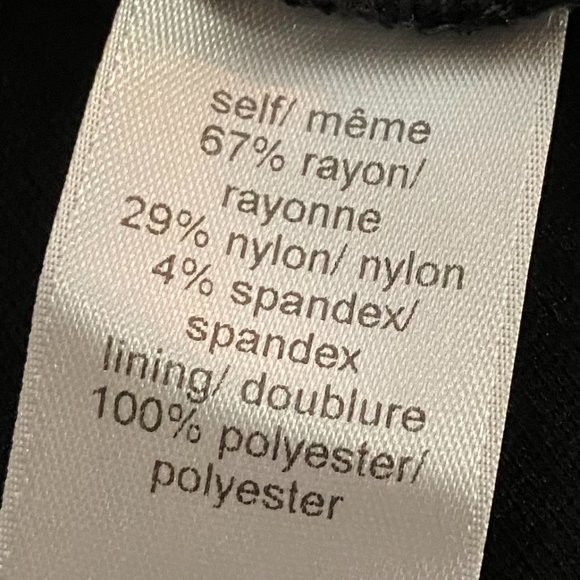 self/ même
67% rayon/
rayonne
29% nylon/ nylon
4% spandex/
spandex
lining/ doublure
100% polyester/
polyester